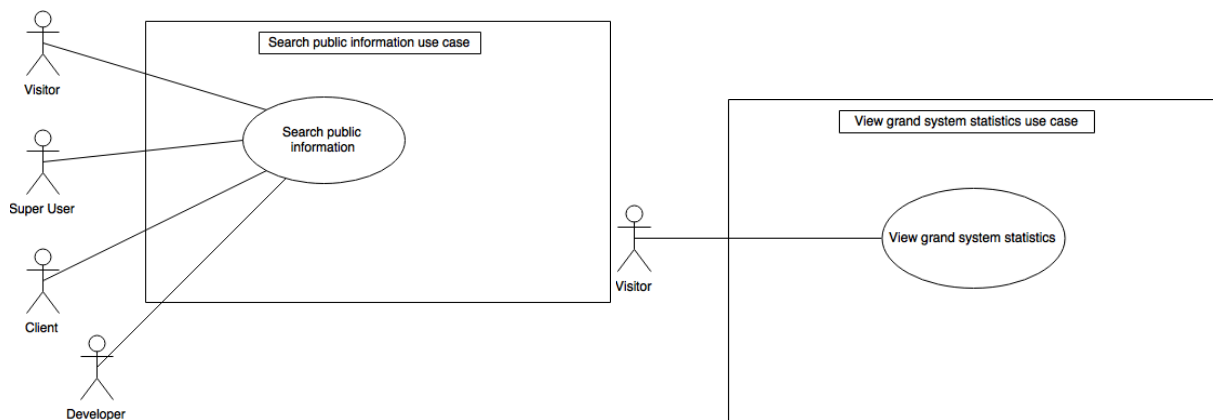 Search public information use case
Visitor
Search public
information
Super User
Client
Developer
View grand system statistics use case
View grand system statistics
Visitor